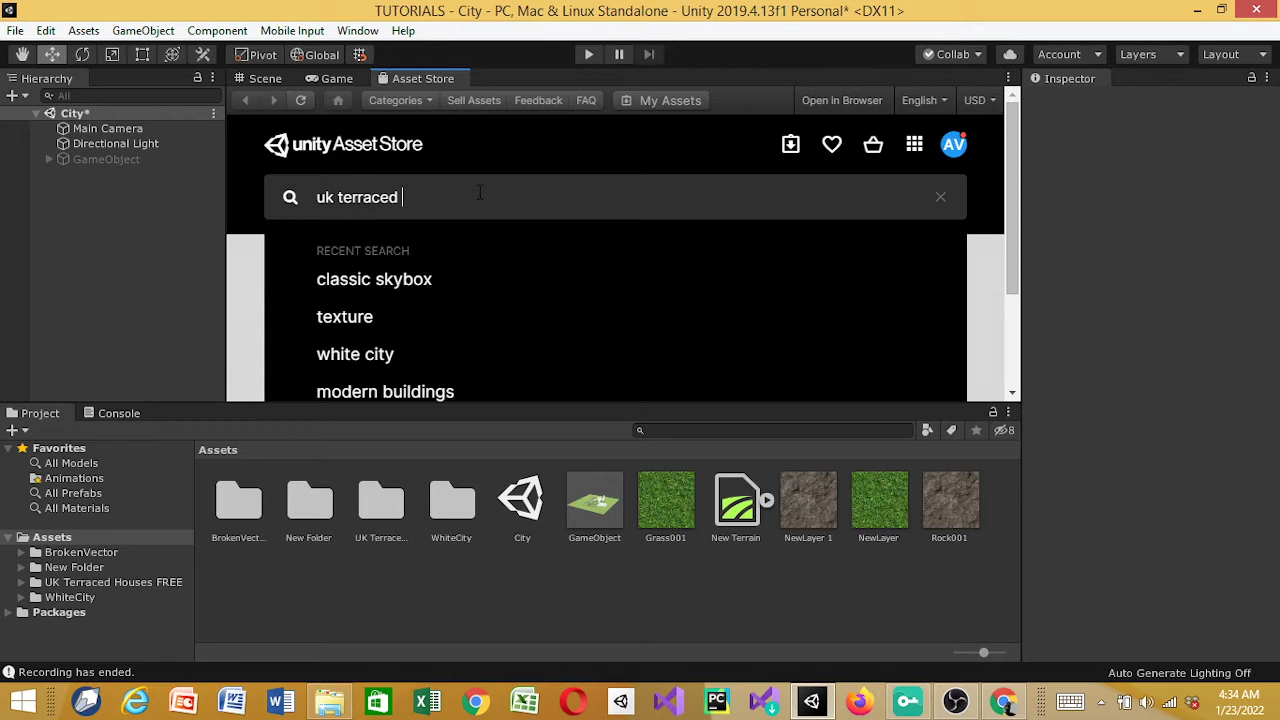 TUTORIALS - City - PC, Mac & Linux Standalone - Unity 2019.4.13f1 Personal* <DX11>
File Edit Assets GameObject Component Mobile Input Window Help
Pivot Global Collab Account Layers Layout
Hierarchy Scene Game Asset Store Inspector
All Categories Sell Assets Feedback FAQ My Assets Open in Browser English USD
City*
Main Camera
Directional Light
GameObject
unity Asset Store AV
uk terraced
RECENT SEARCH
classic skybox
texture
white city
modern buildings
Project Console
8
Favorites
All Models
Animations
All Prefabs
All Materials
Assets
BrokenVector
New Folder
UK Terraced Houses FREE
WhiteCity
Packages
Assets
BrokenVect... New Folder UK Terrace... WhiteCity City GameObject Grass001 New Terrain NewLayer 1 NewLayer Rock001
Recording has ended. Auto Generate Lighting Off
4:34 AM
1/23/2022